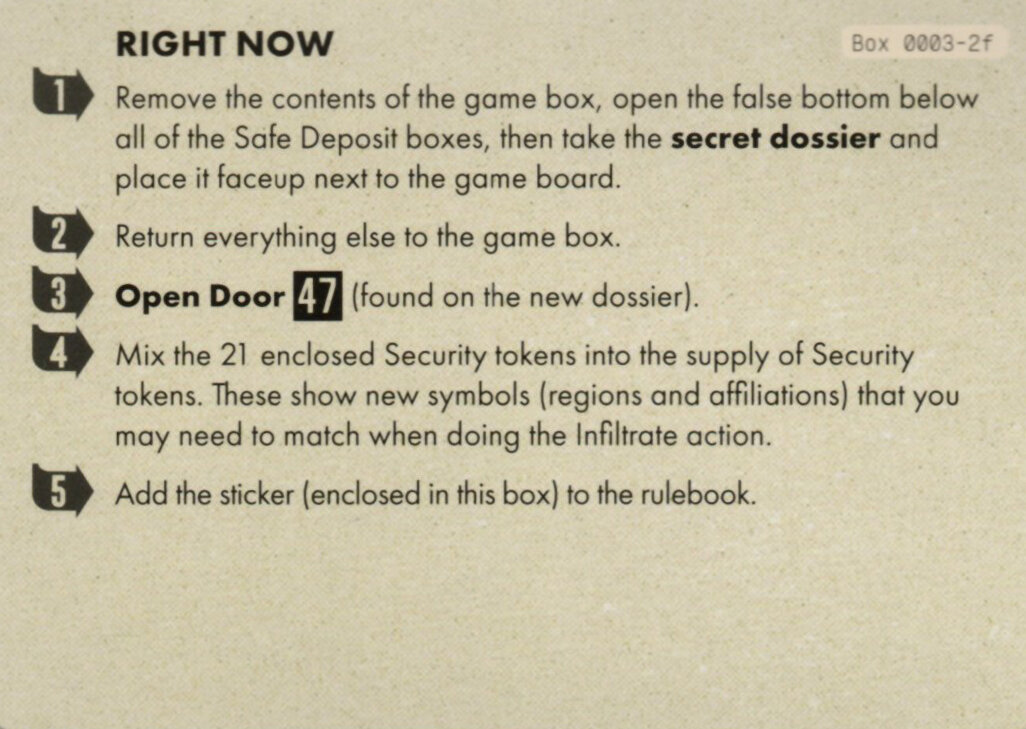 RIGHT NOW
Box 0003-2f
1 Remove the contents of the game box, open the false bottom below
all of the Safe Deposit boxes, then take the secret dossier and
place it faceup next to the game board.
2 Return everything else to the game box.
3 Open Door 47 (found on the new dossier).
4 Mix the 21 enclosed Security tokens into the supply of Security
tokens. These show new symbols (regions and affiliations) that you
may need to match when doing the Infiltrate action.
5 Add the sticker (enclosed in this box) to the rulebook.